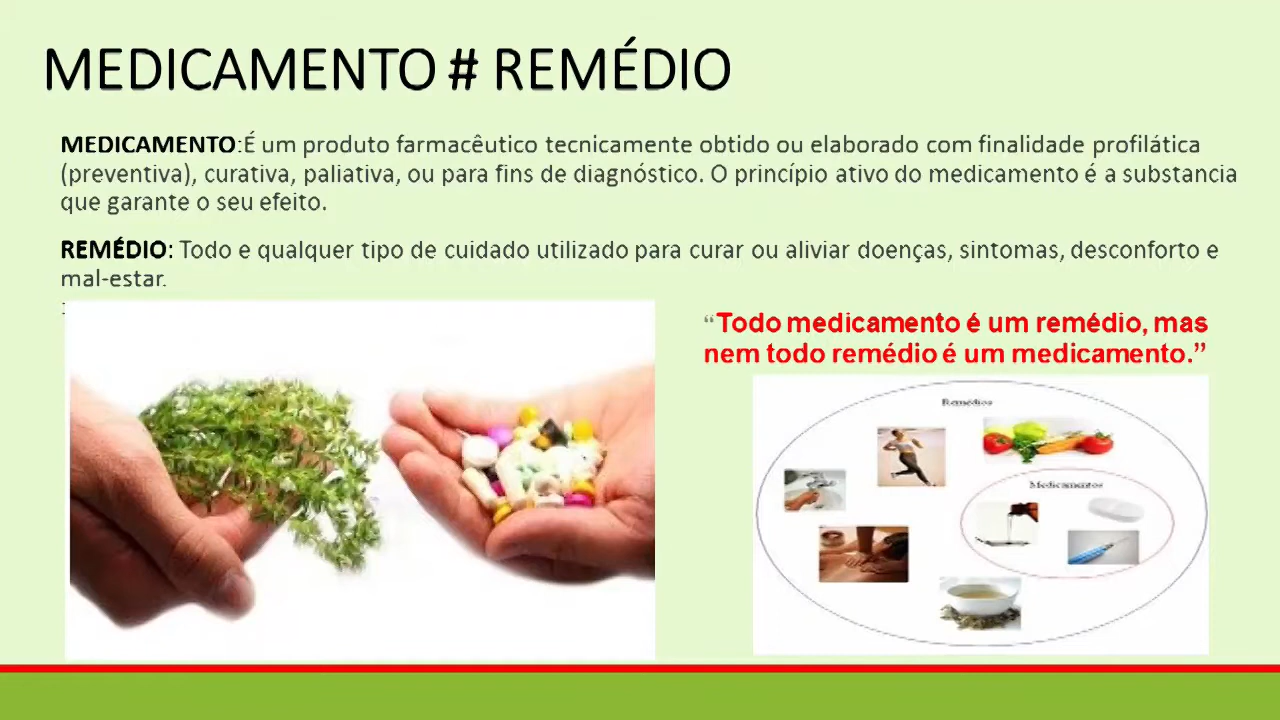 MEDICAMENTO # REMÉDIO
MEDICAMENTO:É um produto farmacêutico tecnicamente obtido ou elaborado com finalidade profilática
(preventiva), curativa, paliativa, ou para fins de diagnóstico. O princípio ativo do medicamento é a substancia
que garante o seu efeito.
REMÉDIO: Todo e qualquer tipo de cuidado utilizado para curar ou aliviar doenças, sintomas, desconforto e
mal-estar.
:
“Todo medicamento é um remédio, mas
nem todo remédio é um medicamento.”
Remédios
Medicamentos